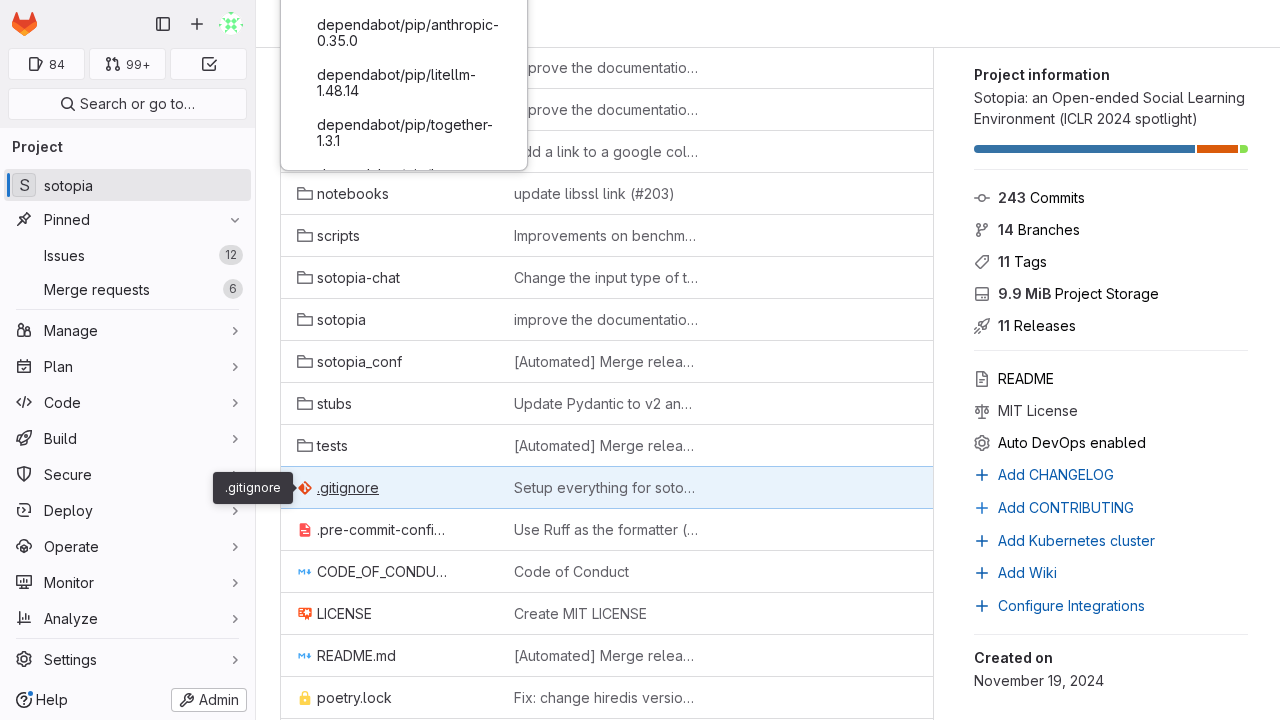 84
99+
Search or go to…
Project
S
sotopia
Pinned
Issues
12
Merge requests
6
Manage
Plan
Code
Build
Secure
Deploy
Operate
Monitor
Analyze
Settings
Help
Admin
dependabot/pip/anthropic-
0.35.0
dependabot/pip/litellm-
1.48.14
dependabot/pip/together-
1.3.1
prove the documentatio…
prove the documentatio…
dd a link to a google col…
notebooks
update libssl link (#203)
scripts
Improvements on benchm…
sotopia-chat
Change the input type of t…
sotopia
improve the documentatio…
sotopia_conf
[Automated] Merge relea…
stubs
Update Pydantic to v2 an…
tests
[Automated] Merge relea…
.gitignore
.gitignore
Setup everything for soto…
.pre-commit-confi…
Use Ruff as the formatter (…
CODE_OF_CONDU…
Code of Conduct
LICENSE
Create MIT LICENSE
README.md
[Automated] Merge relea…
poetry.lock
Fix: change hiredis versio…
Project information
Sotopia: an Open-ended Social Learning
Environment (ICLR 2024 spotlight)
243 Commits
14 Branches
11 Tags
9.9 MiB Project Storage
11 Releases
README
MIT License
Auto DevOps enabled
Add CHANGELOG
Add CONTRIBUTING
Add Kubernetes cluster
Add Wiki
Configure Integrations
Created on
November 19, 2024